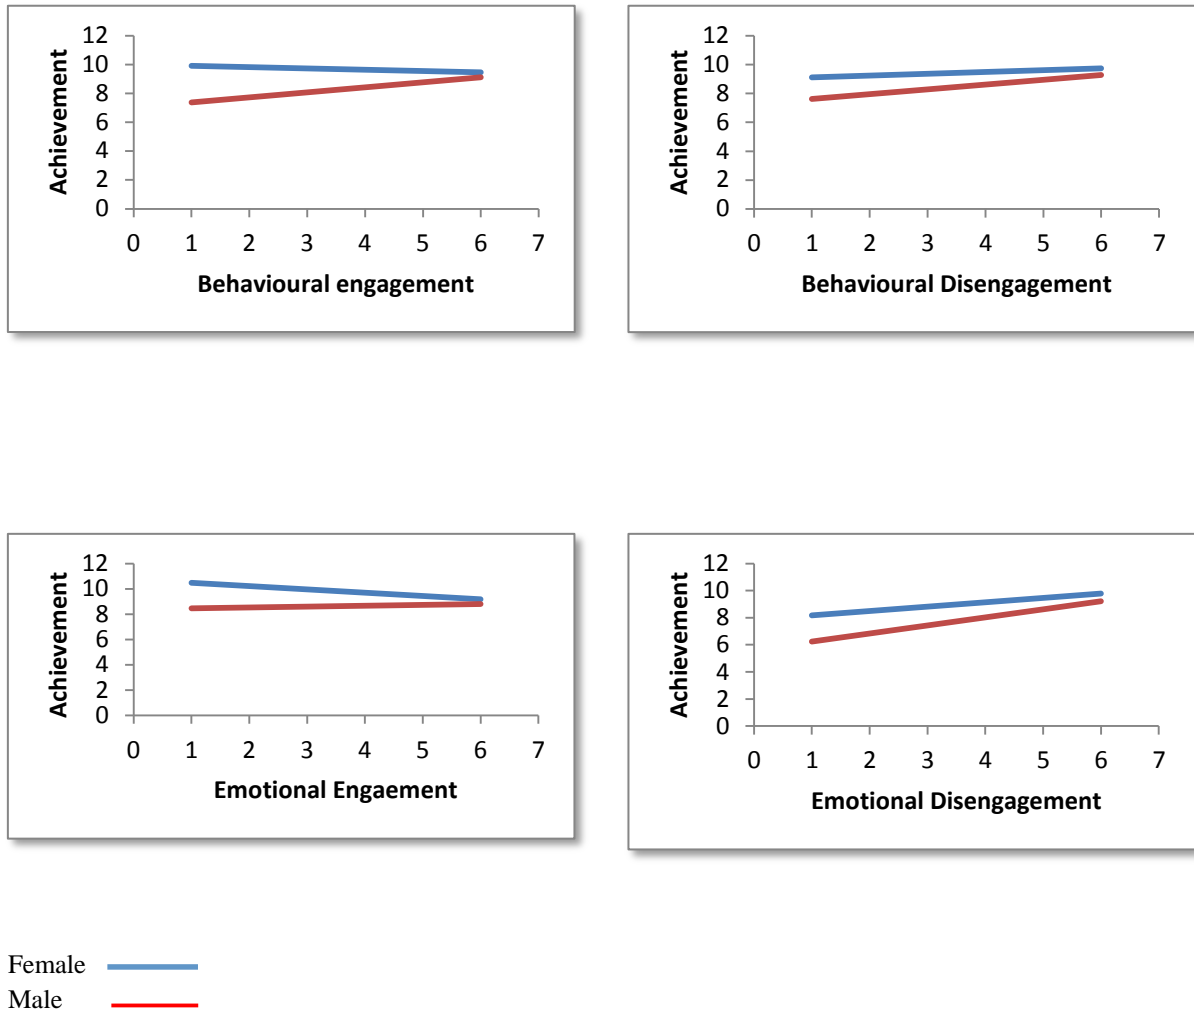 Achievement
12
10
8
6
4
2
0
0 1 2 3 4 5 6 7
Behavioural engagement
Achievement
12
10
8
6
4
2
0
0 1 2 3 4 5 6 7
Behavioural Disengagement
Achievement
12
10
8
6
4
2
0
0 1 2 3 4 5 6 7
Emotional Engaement
Achievement
12
10
8
6
4
2
0
0 1 2 3 4 5 6 7
Emotional Disengagement
Female
Male